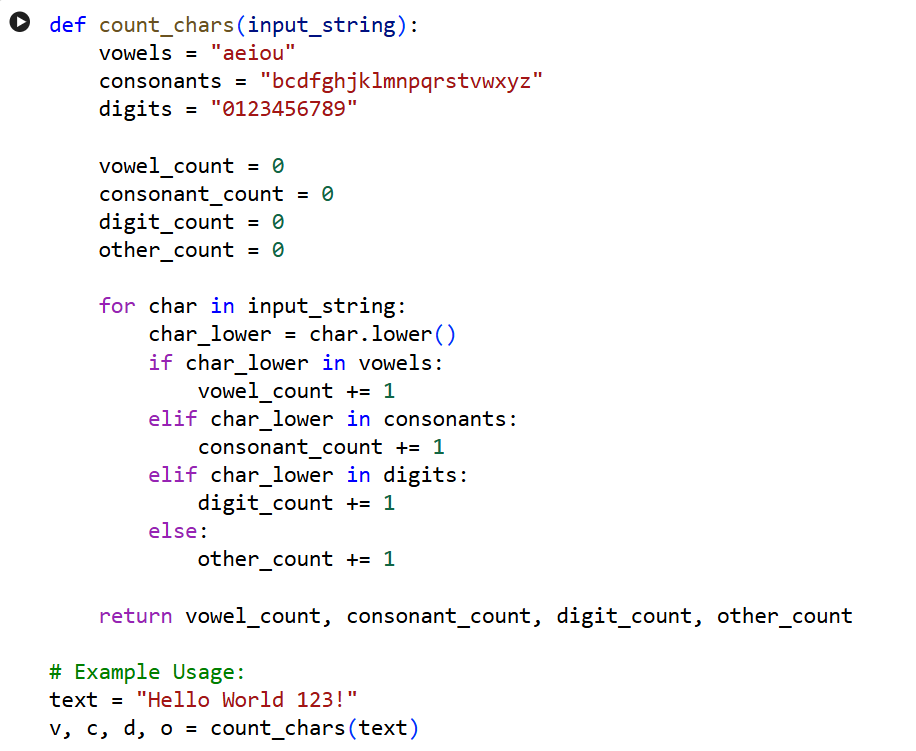 def count_chars(input_string):
    vowels = "aeiou"
    consonants = "bcdfghjklmnpqrstvwxyz"
    digits = "0123456789"

    vowel_count = 0
    consonant_count = 0
    digit_count = 0
    other_count = 0

    for char in input_string:
        char_lower = char.lower()
        if char_lower in vowels:
            vowel_count += 1
        elif char_lower in consonants:
            consonant_count += 1
        elif char_lower in digits:
            digit_count += 1
        else:
            other_count += 1

    return vowel_count, consonant_count, digit_count, other_count

# Example Usage:
text = "Hello World 123!"
v, c, d, o = count_chars(text)